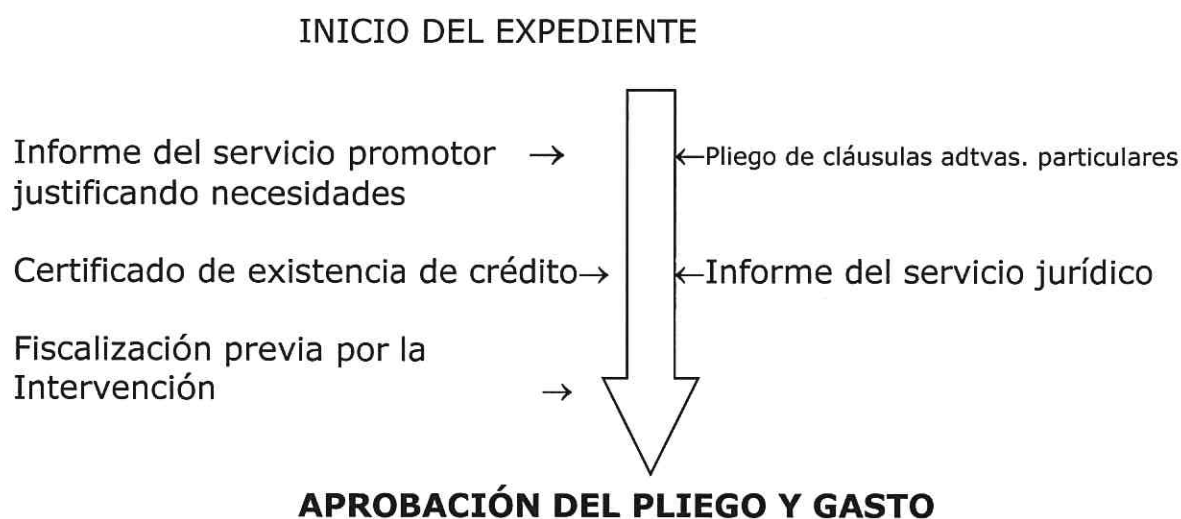 INICIO DEL EXPEDIENTE
Informe del servicio promotor →
justificando necesidades
←Pliego de cláusulas adtvas. particulares
Certificado de existencia de crédito→
←Informe del servicio jurídico
Fiscalización previa por la
Intervención →
APROBACIÓN DEL PLIEGO Y GASTO